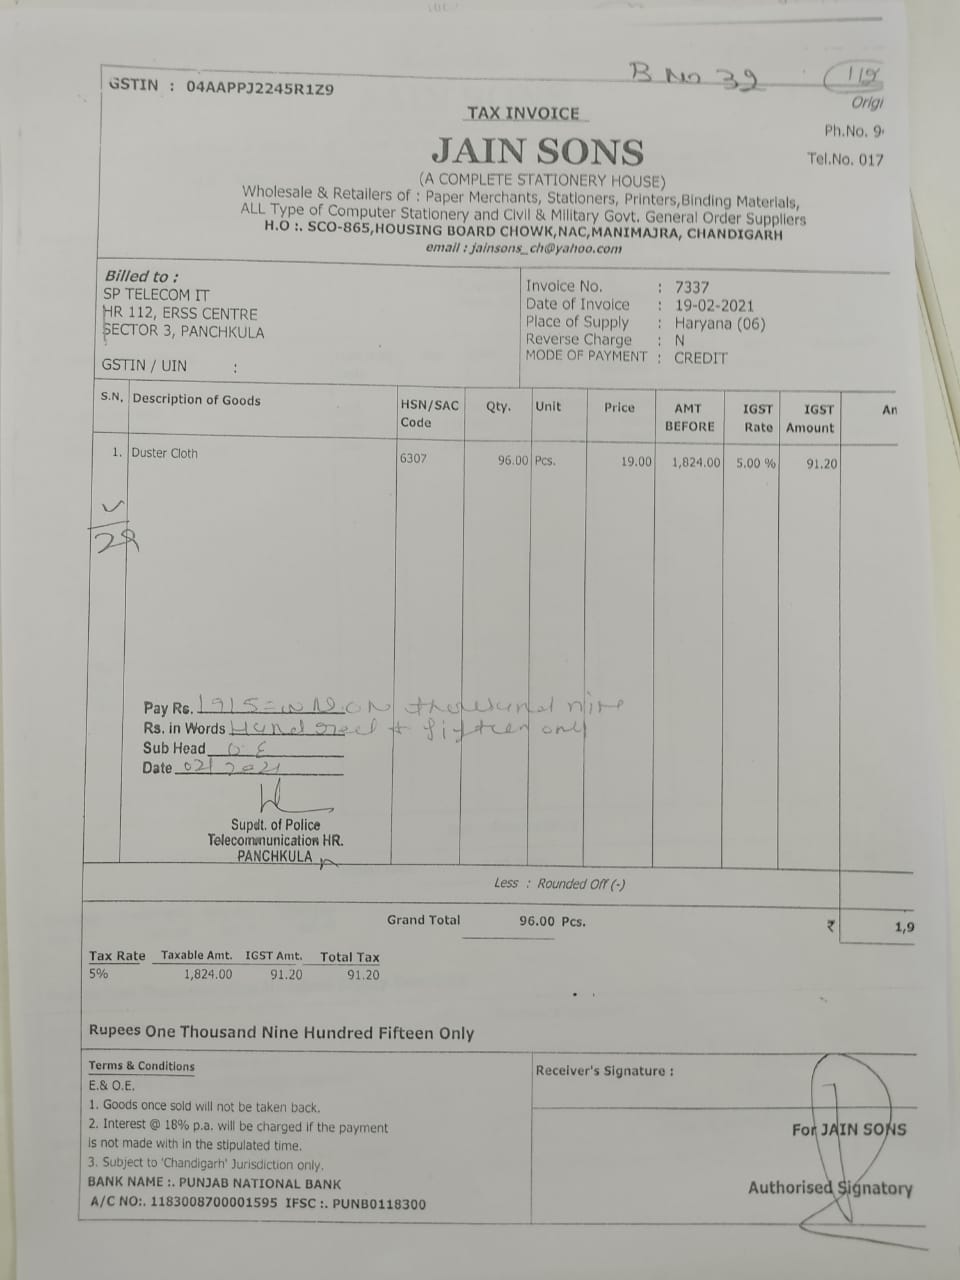 B No 39 112
GSTIN : 04AAPPJ2245R1Z9
Origi
TAX INVOICE
Ph.No. 9
JAIN SONS
Tel.No. 017
(A COMPLETE STATIONERY HOUSE)
Wholesale & Retailers of : Paper Merchants, Stationers, Printers,Binding Materials,
ALL Type of Computer Stationery and Civil & Military Govt. General Order Suppliers
H.O :. SCO-865,HOUSING BOARD CHOWK,NAC,MANIMAJRA, CHANDIGARH
email : jainsons_ch@yahoo.com
Billed to :
SP TELECOM IT
HR 112, ERSS CENTRE
SECTOR 3, PANCHKULA
GSTIN / UIN :
Invoice No. : 7337
Date of Invoice : 19-02-2021
Place of Supply : Haryana (06)
Reverse Charge : N
MODE OF PAYMENT : CREDIT
S.N. Description of Goods HSN/SAC Code Qty. Unit Price AMT BEFORE IGST Rate IGST Amount An
1. Duster Cloth 6307 96.00 Pcs. 19.00 1,824.00 5.00 % 91.20
28
Pay Rs. 1915= thousand nine
Rs. in Words Hundred & fifteen only
Sub Head O E
Date 02/2021
Supdt. of Police
Telecommunication HR.
PANCHKULA
Less : Rounded Off (-)
Grand Total 96.00 Pcs. ₹ 1,9
Tax Rate Taxable Amt. IGST Amt. Total Tax
5% 1,824.00 91.20 91.20
Rupees One Thousand Nine Hundred Fifteen Only
Terms & Conditions
E.& O.E.
1. Goods once sold will not be taken back.
2. Interest @ 18% p.a. will be charged if the payment
is not made with in the stipulated time.
3. Subject to 'Chandigarh' Jurisdiction only.
BANK NAME :. PUNJAB NATIONAL BANK
A/C NO:. 1183008700001595 IFSC :. PUNB0118300
Receiver's Signature :
For JAIN SONS
Authorised Signatory